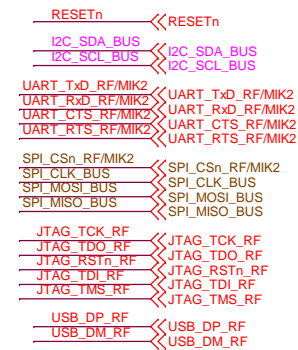 RESETn RESETn
I2C_SDA_BUS I2C_SDA_BUS
I2C_SCL_BUS I2C_SCL_BUS
UART_TxD_RF/MIK2 UART_TxD_RF/MIK2
UART_RxD_RF/MIK2 UART_RxD_RF/MIK2
UART_CTS_RF/MIK2 UART_CTS_RF/MIK2
UART_RTS_RF/MIK2 UART_RTS_RF/MIK2
SPI_CSn_RF/MIK2 SPI_CSn_RF/MIK2
SPI_CLK_BUS SPI_CLK_BUS
SPI_MOSI_BUS SPI_MOSI_BUS
SPI_MISO_BUS SPI_MISO_BUS
JTAG_TCK_RF JTAG_TCK_RF
JTAG_TDO_RF JTAG_TDO_RF
JTAG_RSTn_RF JTAG_RSTn_RF
JTAG_TDI_RF JTAG_TDI_RF
JTAG_TMS_RF JTAG_TMS_RF
USB_DP_RF USB_DP_RF
USB_DM_RF USB_DM_RF